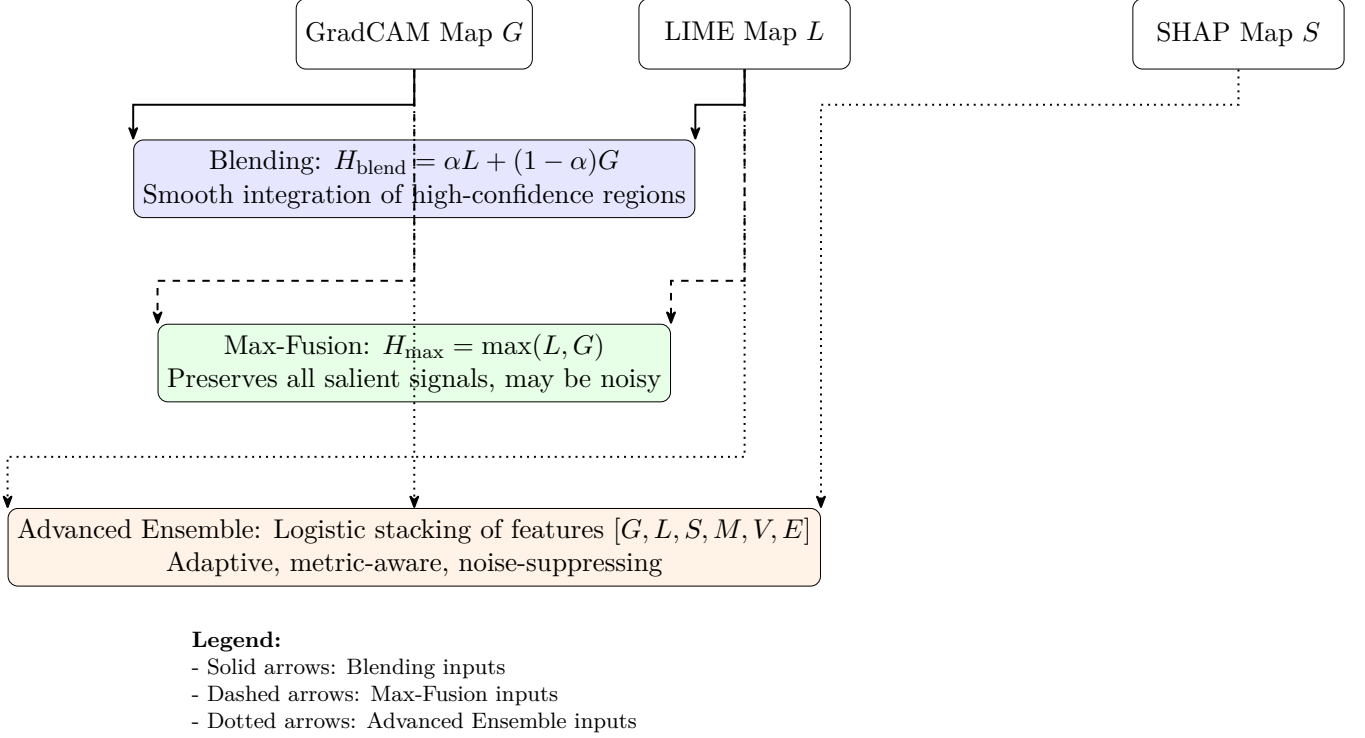 GradCAM Map G
LIME Map L
SHAP Map S
Blending: H_blend = αL + (1 − α)G
Smooth integration of high-confidence regions
Max-Fusion: H_max = max(L, G)
Preserves all salient signals, may be noisy
Advanced Ensemble: Logistic stacking of features [G, L, S, M, V, E]
Adaptive, metric-aware, noise-suppressing
Legend:
- Solid arrows: Blending inputs
- Dashed arrows: Max-Fusion inputs
- Dotted arrows: Advanced Ensemble inputs